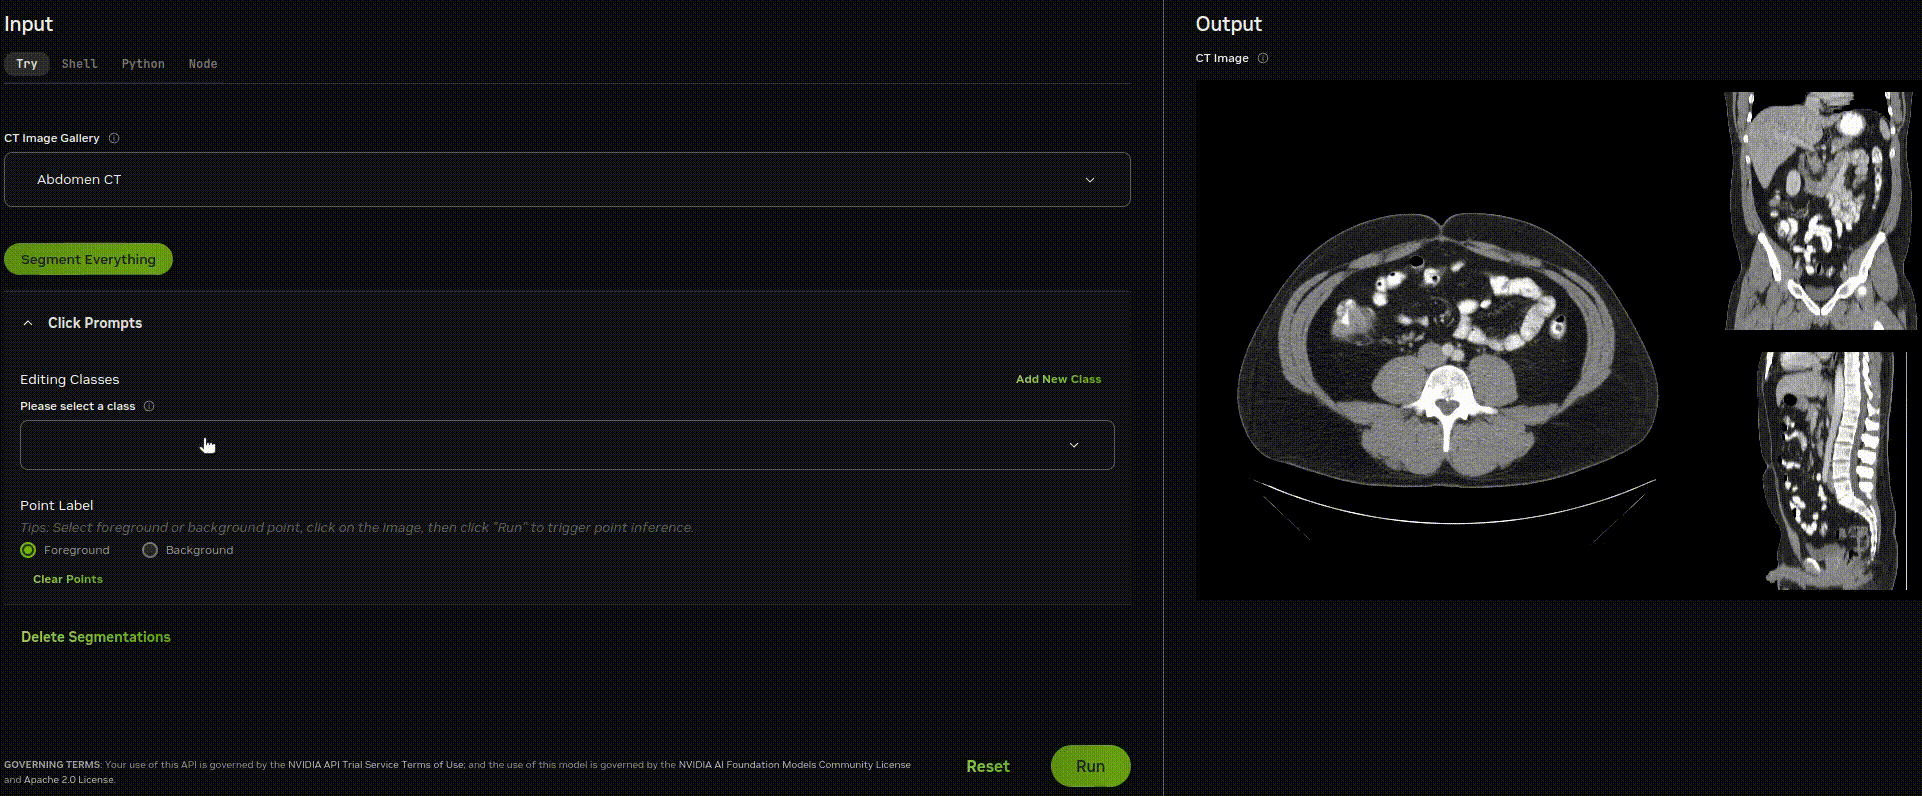 Input
Try Shell Python Node
CT Image Gallery
Abdomen CT
Segment Everything
Click Prompts
Editing Classes
Add New Class
Please select a class
Point Label
Tips: Select foreground or background point, click on the image, then click "Run" to trigger point inference.
Foreground Background
Clear Points
Delete Segmentations
GOVERNING TERMS: Your use of this API is governed by the NVIDIA API Trial Service Terms of Use; and the use of this model is governed by the NVIDIA AI Foundation Models Community License
and Apache 2.0 License.
Reset
Run
Output
CT Image